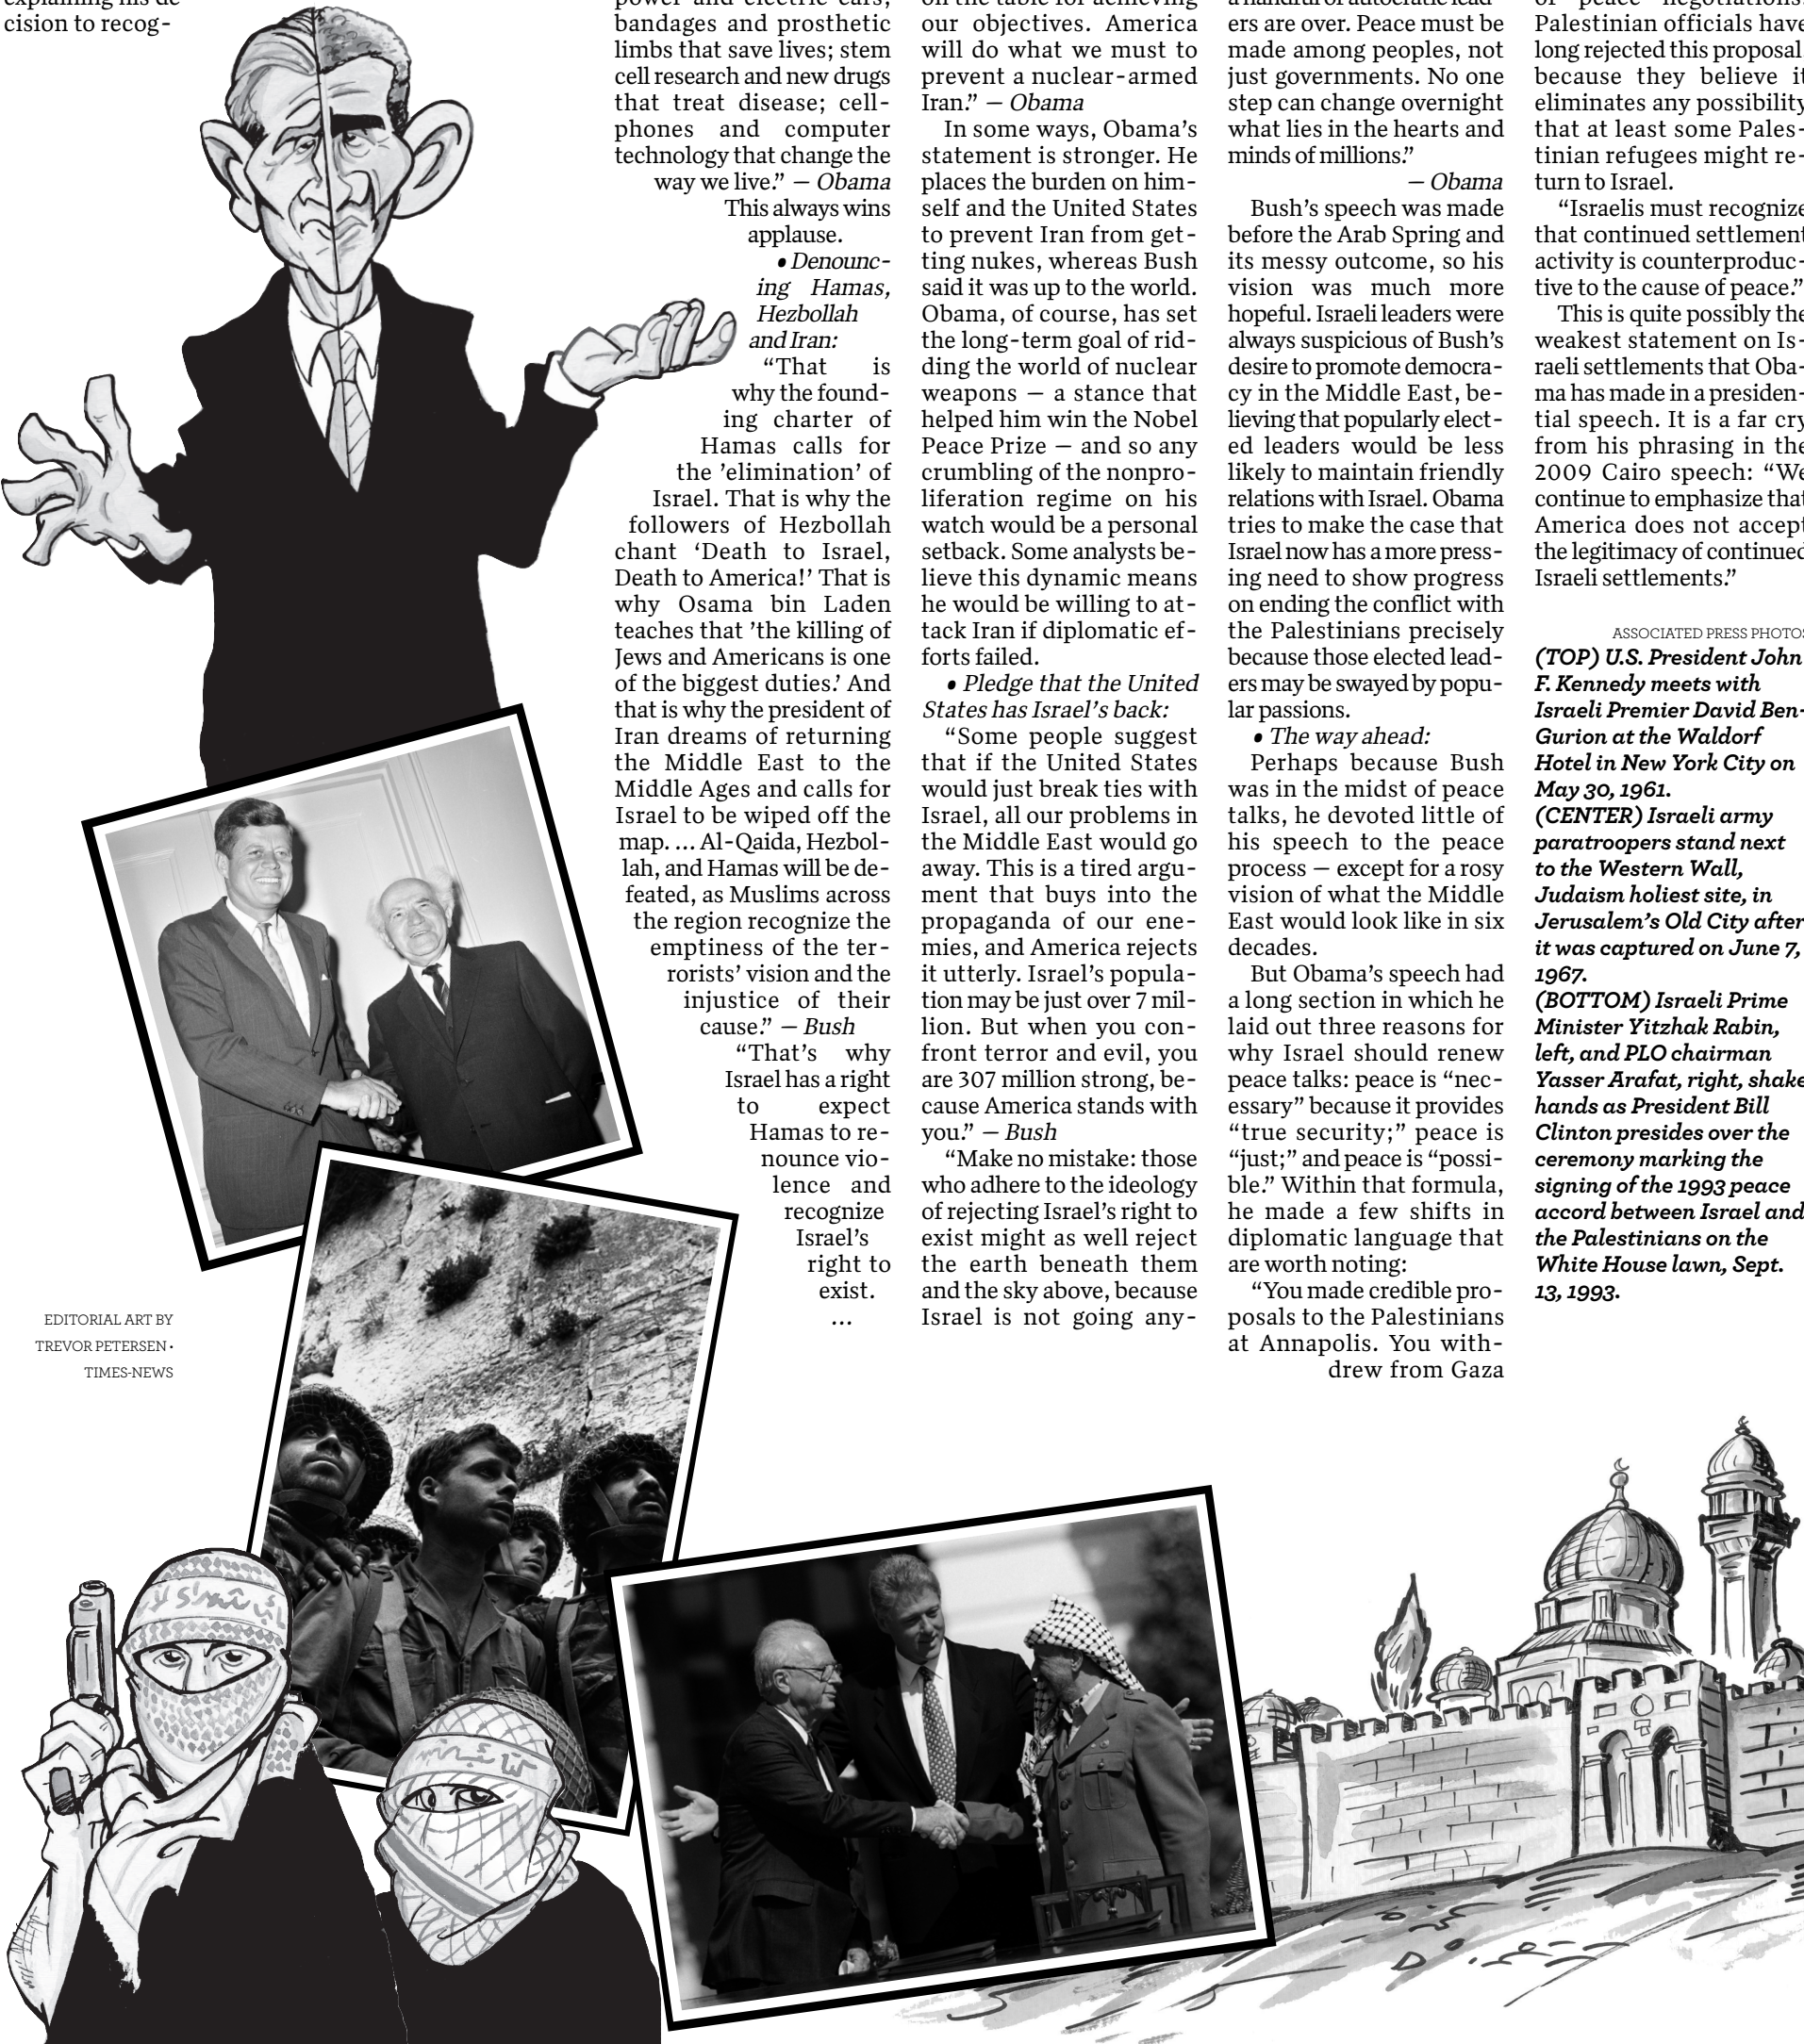 explaining his de-
cision to recog-
EDITORIAL ART BY
TREVOR PETERSEN •
TIMES-NEWS
power and electric cars;
bandages and prosthetic
limbs that save lives; stem
cell research and new drugs
that treat disease; cell-
phones and computer
technology that change the
way we live.” — Obama
This always wins
applause.
• Denounc-
ing Hamas,
Hezbollah
and Iran:
“That is
why the found-
ing charter of
Hamas calls for
the ’elimination’ of
Israel. That is why the
followers of Hezbollah
chant ‘Death to Israel,
Death to America!’ That is
why Osama bin Laden
teaches that ’the killing of
Jews and Americans is one
of the biggest duties.’ And
that is why the president of
Iran dreams of returning
the Middle East to the
Middle Ages and calls for
Israel to be wiped off the
map. ... Al-Qaida, Hezbol-
lah, and Hamas will be de-
feated, as Muslims across
the region recognize the
emptiness of the ter-
rorists’ vision and the
injustice of their
cause.” — Bush
“That’s why
Israel has a right
to expect
Hamas to re-
nounce vio-
lence and
recognize
Israel’s
right to
exist.
...
on the table for achieving
our objectives. America
will do what we must to
prevent a nuclear-armed
Iran.” — Obama
In some ways, Obama’s
statement is stronger. He
places the burden on him-
self and the United States
to prevent Iran from get-
ting nukes, whereas Bush
said it was up to the world.
Obama, of course, has set
the long-term goal of rid-
ding the world of nuclear
weapons — a stance that
helped him win the Nobel
Peace Prize — and so any
crumbling of the nonpro-
liferation regime on his
watch would be a personal
setback. Some analysts be-
lieve this dynamic means
he would be willing to at-
tack Iran if diplomatic ef-
forts failed.
• Pledge that the United
States has Israel’s back:
“Some people suggest
that if the United States
would just break ties with
Israel, all our problems in
the Middle East would go
away. This is a tired argu-
ment that buys into the
propaganda of our ene-
mies, and America rejects
it utterly. Israel’s popula-
tion may be just over 7 mil-
lion. But when you con-
front terror and evil, you
are 307 million strong, be-
cause America stands with
you.” — Bush
“Make no mistake: those
who adhere to the ideology
of rejecting Israel’s right to
exist might as well reject
the earth beneath them
and the sky above, because
Israel is not going any-
a handful of autocratic lead-
ers are over. Peace must be
made among peoples, not
just governments. No one
step can change overnight
what lies in the hearts and
minds of millions.”
— Obama
Bush’s speech was made
before the Arab Spring and
its messy outcome, so his
vision was much more
hopeful. Israeli leaders were
always suspicious of Bush’s
desire to promote democra-
cy in the Middle East, be-
lieving that popularly elect-
ed leaders would be less
likely to maintain friendly
relations with Israel. Obama
tries to make the case that
Israel now has a more press-
ing need to show progress
on ending the conflict with
the Palestinians precisely
because those elected lead-
ers may be swayed by popu-
lar passions.
• The way ahead:
Perhaps because Bush
was in the midst of peace
talks, he devoted little of
his speech to the peace
process — except for a rosy
vision of what the Middle
East would look like in six
decades.
But Obama’s speech had
a long section in which he
laid out three reasons for
why Israel should renew
peace talks: peace is “nec-
essary” because it provides
“true security;” peace is
“just;” and peace is “possi-
ble.” Within that formula,
he made a few shifts in
diplomatic language that
are worth noting:
“You made credible pro-
posals to the Palestinians
at Annapolis. You with-
drew from Gaza
of peace negotiations.
Palestinian officials have
long rejected this proposal
because they believe it
eliminates any possibility
that at least some Pales-
tinian refugees might re-
turn to Israel.
“Israelis must recognize
that continued settlement
activity is counterproduc-
tive to the cause of peace.”
This is quite possibly the
weakest statement on Is-
raeli settlements that Oba-
ma has made in a presiden-
tial speech. It is a far cry
from his phrasing in the
2009 Cairo speech: “We
continue to emphasize that
America does not accept
the legitimacy of continued
Israeli settlements.”
ASSOCIATED PRESS PHOTOS
(TOP) U.S. President John
F. Kennedy meets with
Israeli Premier David Ben-
Gurion at the Waldorf
Hotel in New York City on
May 30, 1961.
(CENTER) Israeli army
paratroopers stand next
to the Western Wall,
Judaism holiest site, in
Jerusalem’s Old City after
it was captured on June 7,
1967.
(BOTTOM) Israeli Prime
Minister Yitzhak Rabin,
left, and PLO chairman
Yasser Arafat, right, shake
hands as President Bill
Clinton presides over the
ceremony marking the
signing of the 1993 peace
accord between Israel and
the Palestinians on the
White House lawn, Sept.
13, 1993.